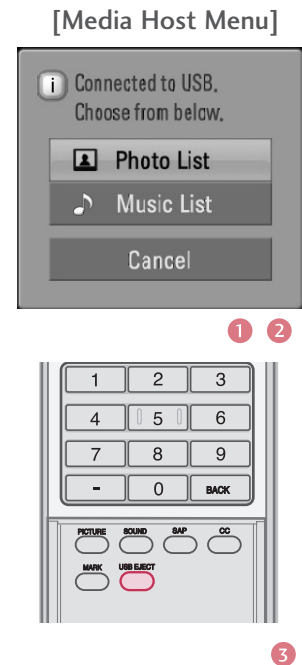 [Media Host Menu]
i Connected to USB.
Choose from below.
Photo List
Music List
Cancel
1 2
1 2 3
4 5 6
7 8 9
- 0 BACK
PICTURE SOUND SAP CC
MARK USB EJECT
3